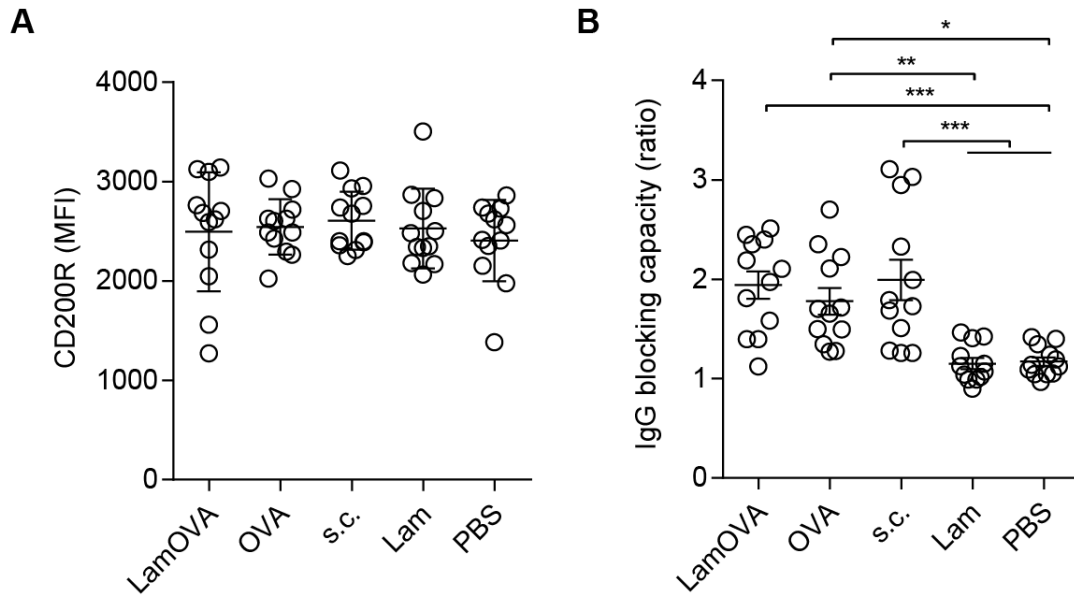 A
CD200R (MFI)
4000
3000
2000
1000
0
LamOVA
OVA
s.c.
Lam
PBS
B
IgG blocking capacity (ratio)
*
**
***
***
4
3
2
1
0
LamOVA
OVA
s.c.
Lam
PBS